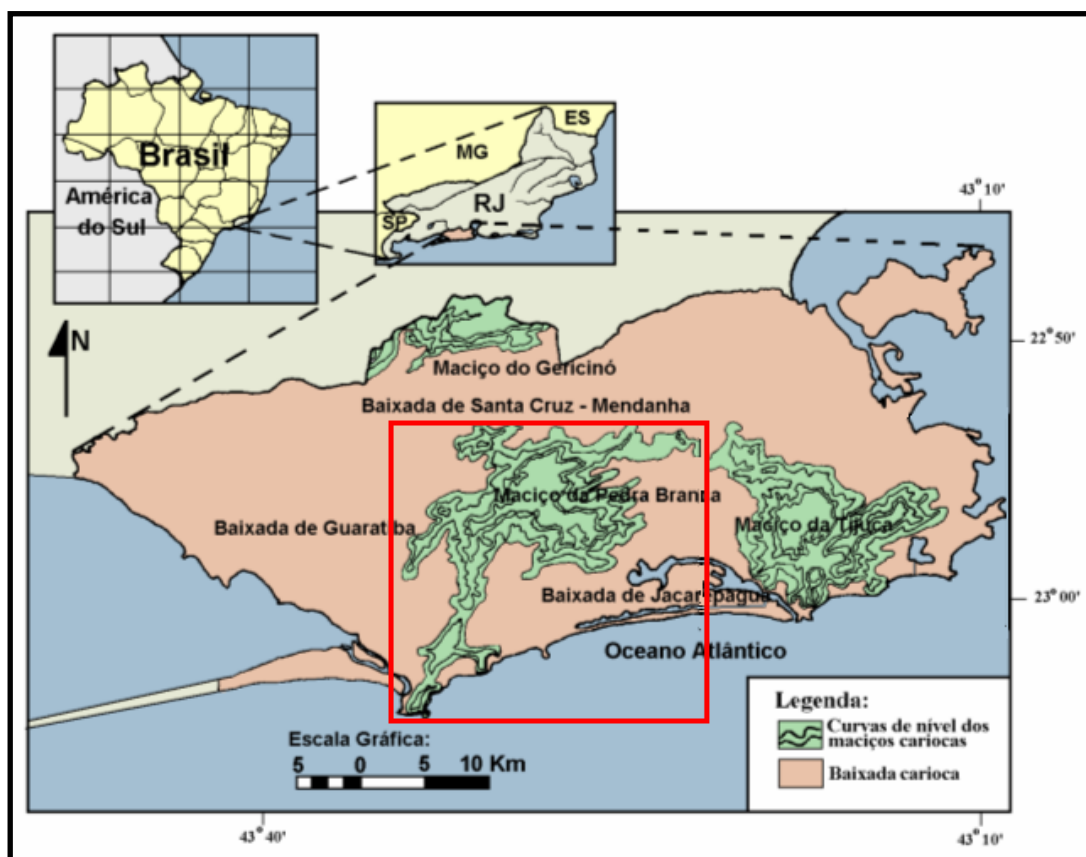 Brasil
América
do Sul
ES
MG
RJ
SP
43°10'
N
22°50'
Maciço do Gericinó
Baixada de Santa Cruz - Mendanha
Maciço da Pedra Branca
Baixada de Guaratiba
Maciço da Tijuca
Baixada de Jacarepaguá
23°00'
Oceano Atlântico
Legenda:
Curvas de nível dos
maciços cariocas
Baixada carioca
Escala Gráfica:
5 0 5 10 Km
43°40'
43°10'